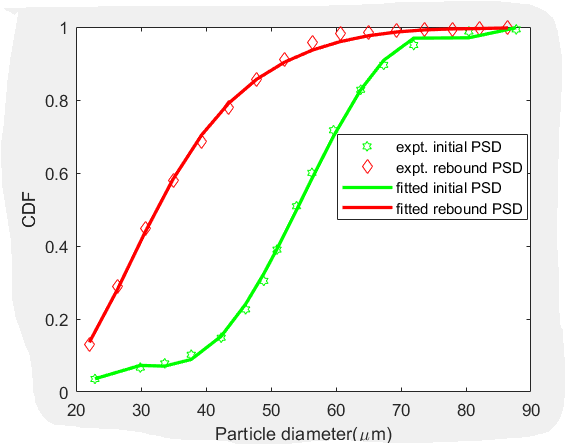 1
0.8
0.6
0.4
0.2
0
CDF
expt. initial PSD
expt. rebound PSD
fitted initial PSD
fitted rebound PSD
20 30 40 50 60 70 80 90
Particle diameter(μm)